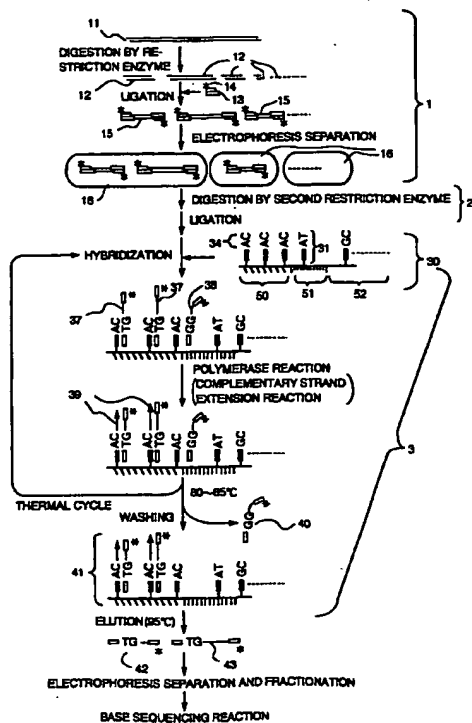 11
DIGESTION BY RE-
STRICTION ENZYME
12
12
LIGATION
* 14
13
15
15
1
ELECTROPHORESIS SEPARATION
16
16
DIGESTION BY SECOND RESTRICTION ENZYME
2
LIGATION
34
AC AC AC AT 31 GC
HYBRIDIZATION
30
50 51 52
37 * 37 38
37
AC TG AC TG AC GG AT GC
POLYMERASE REACTION
(COMPLEMENTARY STRAND
EXTENSION REACTION)
39
AC TG AC TG AC GG AT GC
3
THERMAL CYCLE
80~85°C
WASHING
GG 40
41
AC TG AC TG AC AT GC
ELUTION (95°C)
TG TG
42 43
ELECTROPHORESIS SEPARATION AND FRACTIONATION
BASE SEQUENCING REACTION